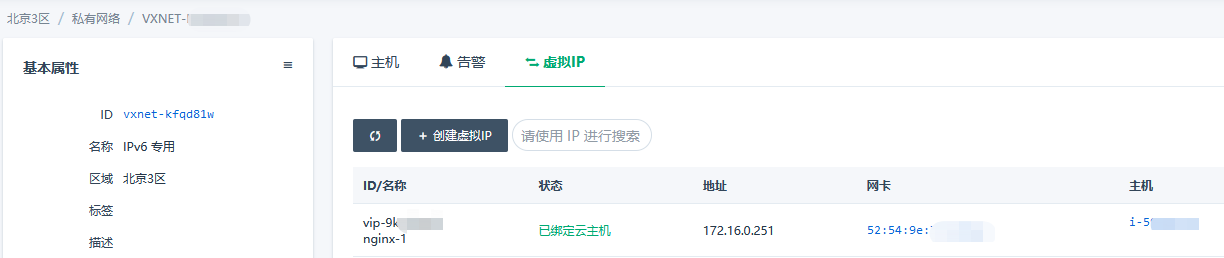 北京3区 / 私有网络 / VXNET-
基本属性
ID vxnet-kfqd81w
名称 IPv6 专用
区域 北京3区
标签
描述
主机 告警 虚拟IP
+ 创建虚拟IP 请使用 IP 进行搜索
ID/名称 状态 地址 网卡 主机
vip-9k
nginx-1 已绑定云主机 172.16.0.251 52:54:9e: i-5